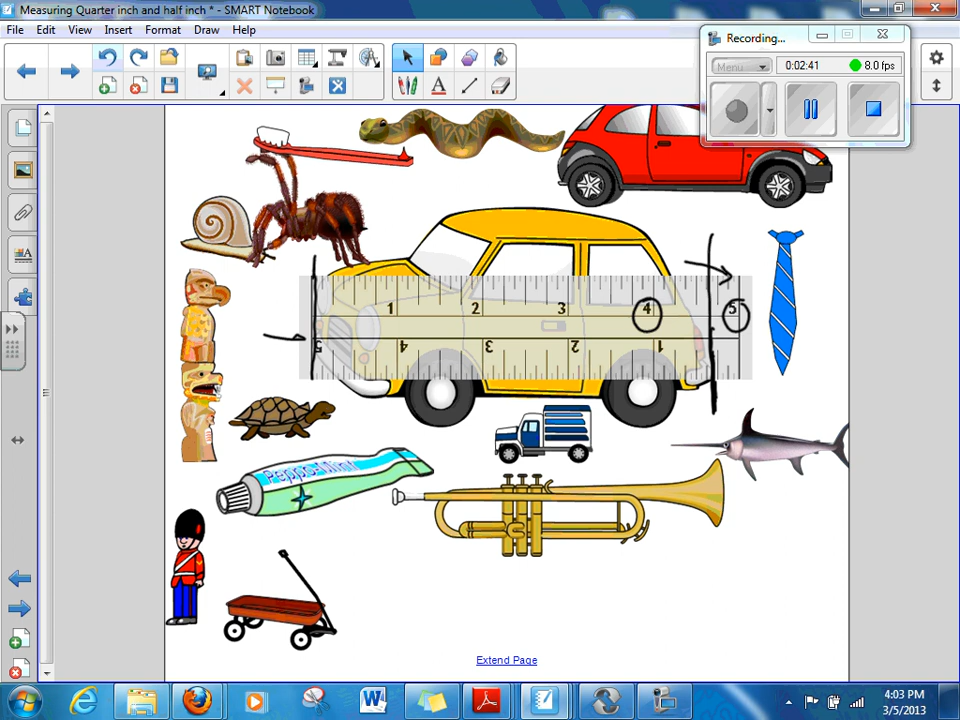 Measuring Quarter inch and half inch * - SMART Notebook
File Edit View Insert Format Draw Help
Recording...
Menu 0:02:41 8.0 fps
1 2 3 4 5
5 4 3 2 1
Peppo-Mint
Extend Page
4:03 PM
3/5/2013